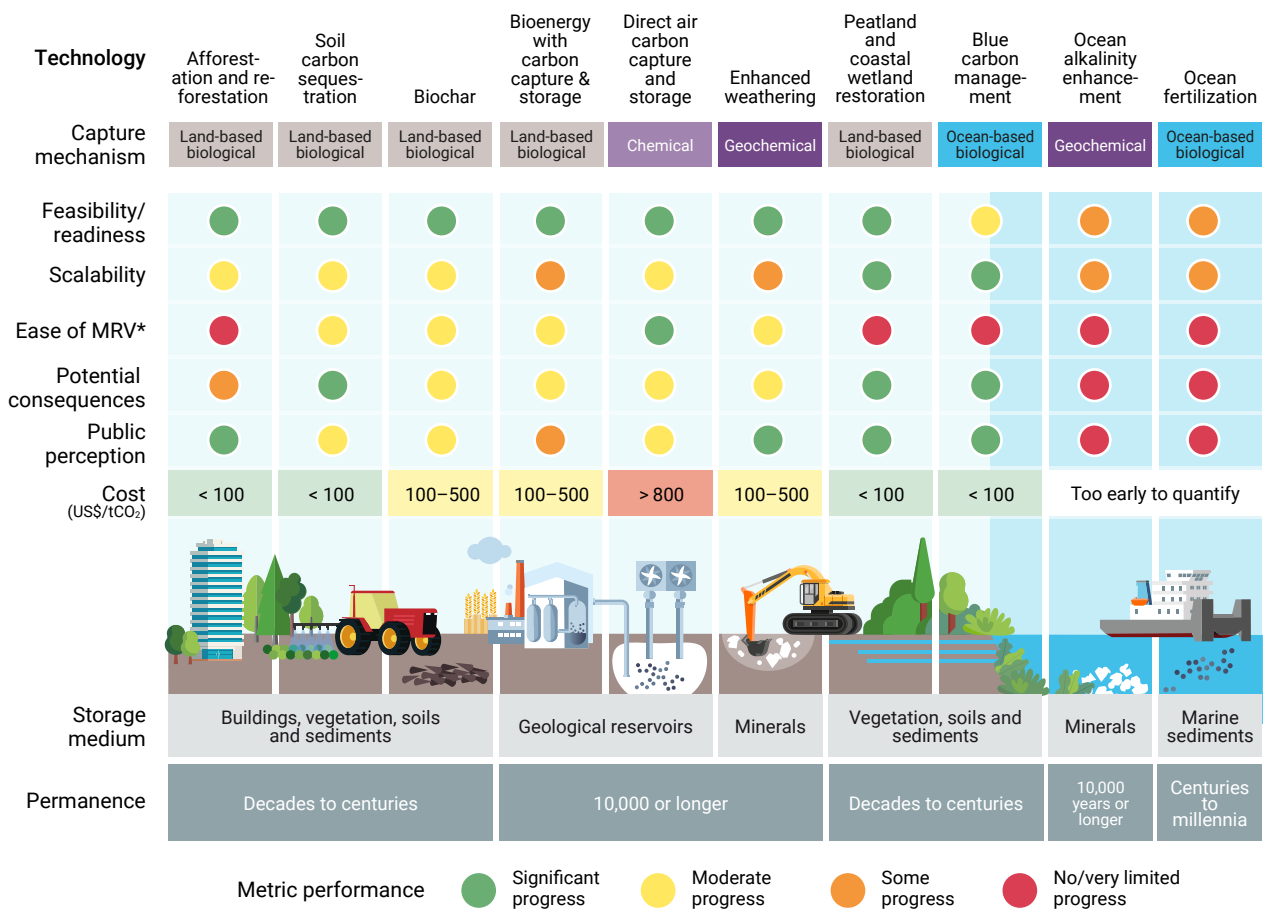 Technology
Afforest-
ation and re-
forestation
Soil
carbon
seques-
tration
Biochar
Bioenergy
with
carbon
capture &
storage
Direct air
carbon
capture
and
storage
Enhanced
weathering
Peatland
and
coastal
wetland
restoration
Blue
carbon
manage-
ment
Ocean
alkalinity
enhance-
ment
Ocean
fertilization
Capture
mechanism
Land-based
biological
Land-based
biological
Land-based
biological
Land-based
biological
Chemical
Geochemical
Land-based
biological
Ocean-based
biological
Geochemical
Ocean-based
biological
Feasibility/
readiness
Scalability
Ease of MRV*
Potential
consequences
Public
perception
Cost
(US$/tCO₂)
< 100
< 100
100–500
100–500
> 800
100–500
< 100
< 100
Too early to quantify
Storage
medium
Buildings, vegetation, soils
and sediments
Geological reservoirs
Minerals
Vegetation, soils and
sediments
Minerals
Marine
sediments
Permanence
Decades to centuries
10,000 or longer
Decades to centuries
10,000
years or
longer
Centuries
to
millennia
Metric performance
Significant
progress
Moderate
progress
Some
progress
No/very limited
progress